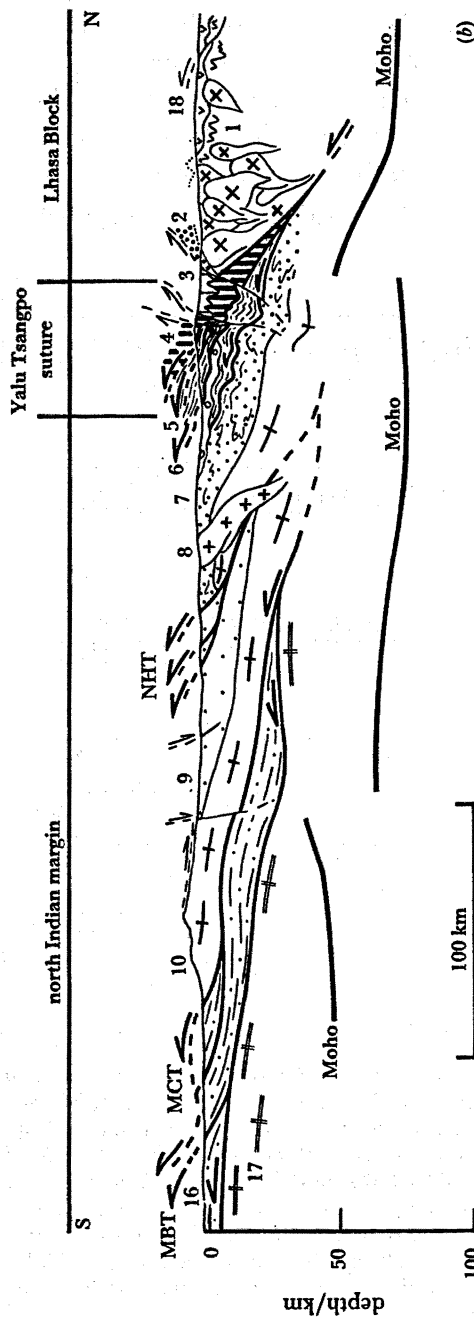 S
N
north Indian margin
Yalu Tsangpo
suture
Lhasa Block
MBT
MCT
NHT
16
10
9
8
7
6
5
4
3
2
18
1
17
0
50
100
depth/km
Moho
Moho
Moho
100 km
(b)